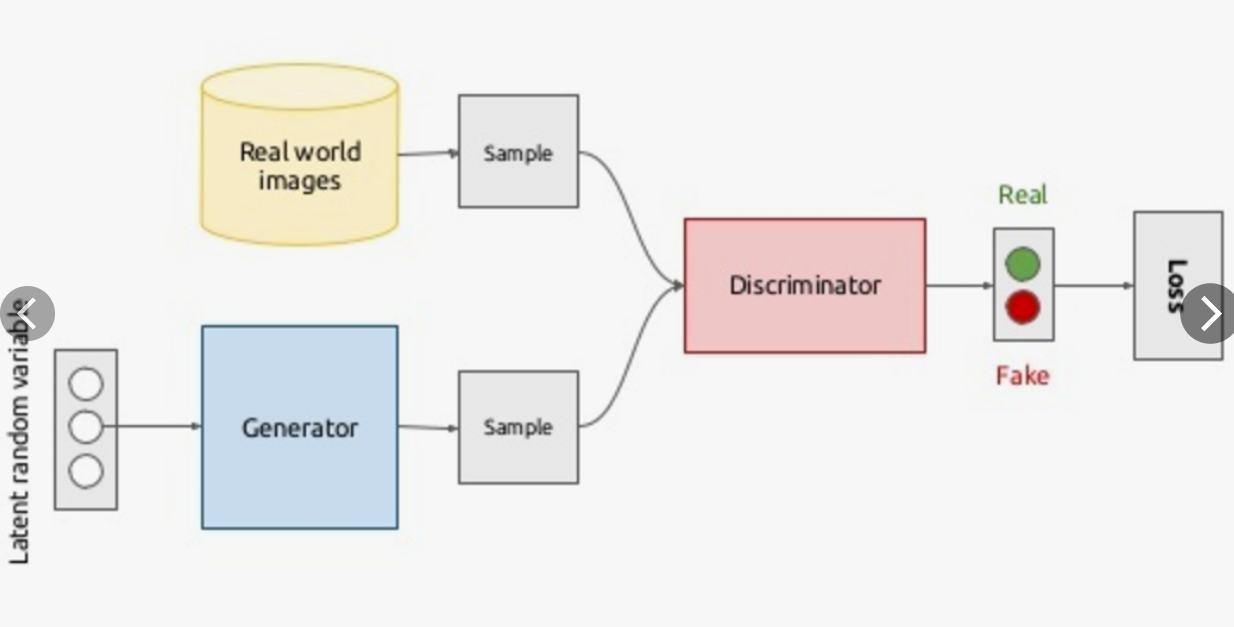 Real world
images
Sample
Real
Discriminator
Loss
Fake
Latent random variable
Generator
Sample